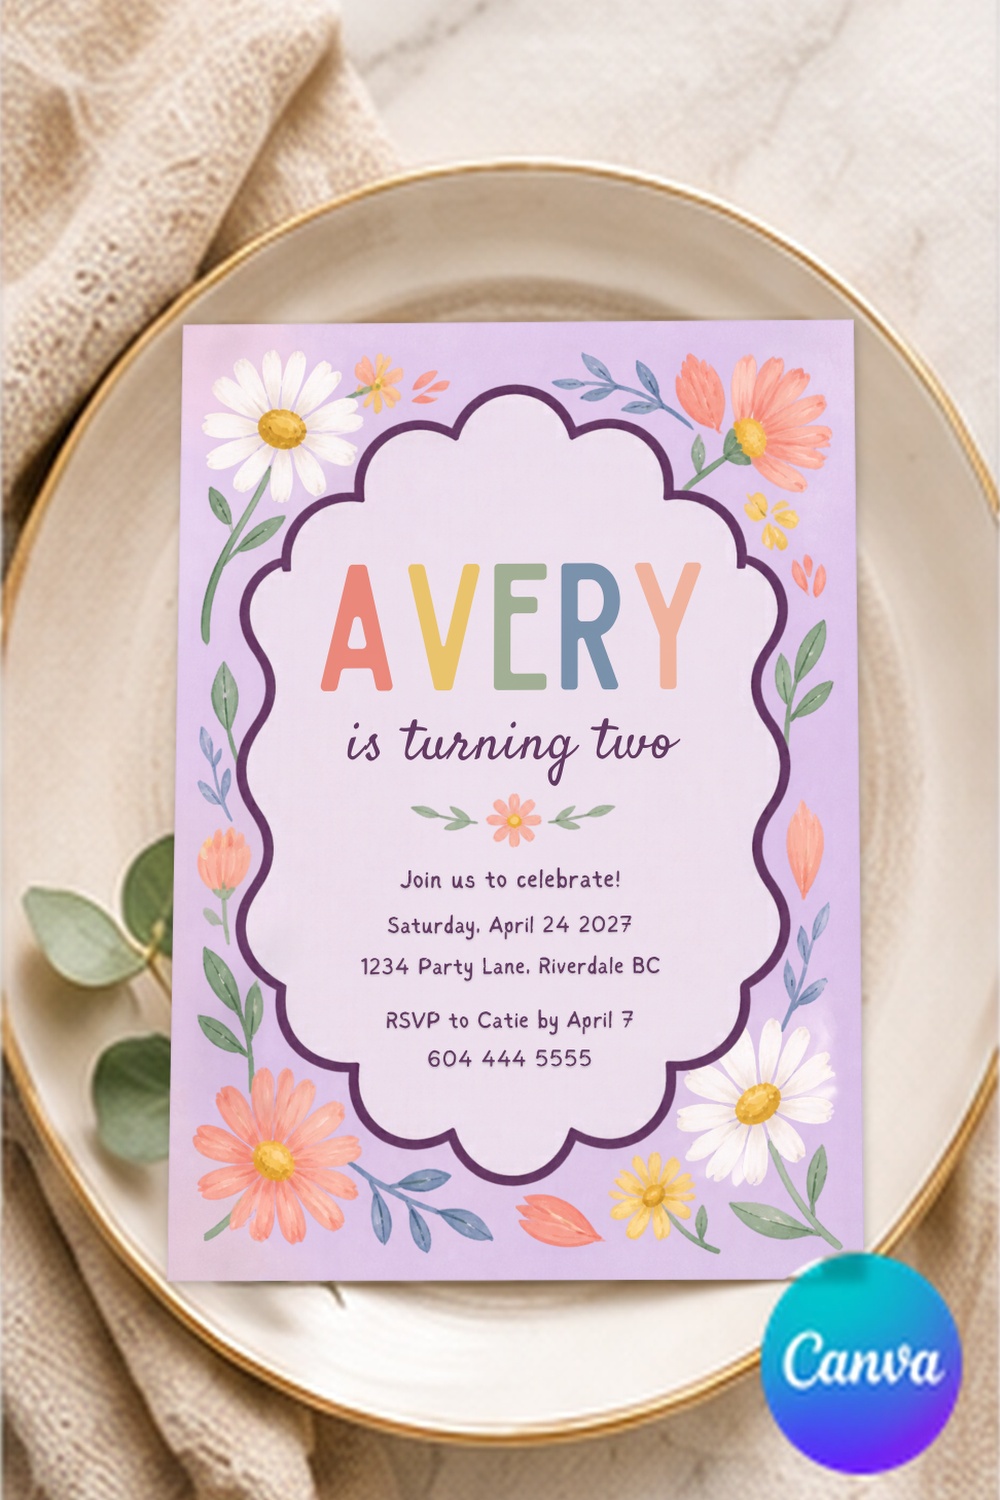 AVERY
is turning two
Join us to celebrate!
Saturday, April 24 2027
1234 Party Lane, Riverdale BC
RSVP to Catie by April 7
604 444 5555
Canva